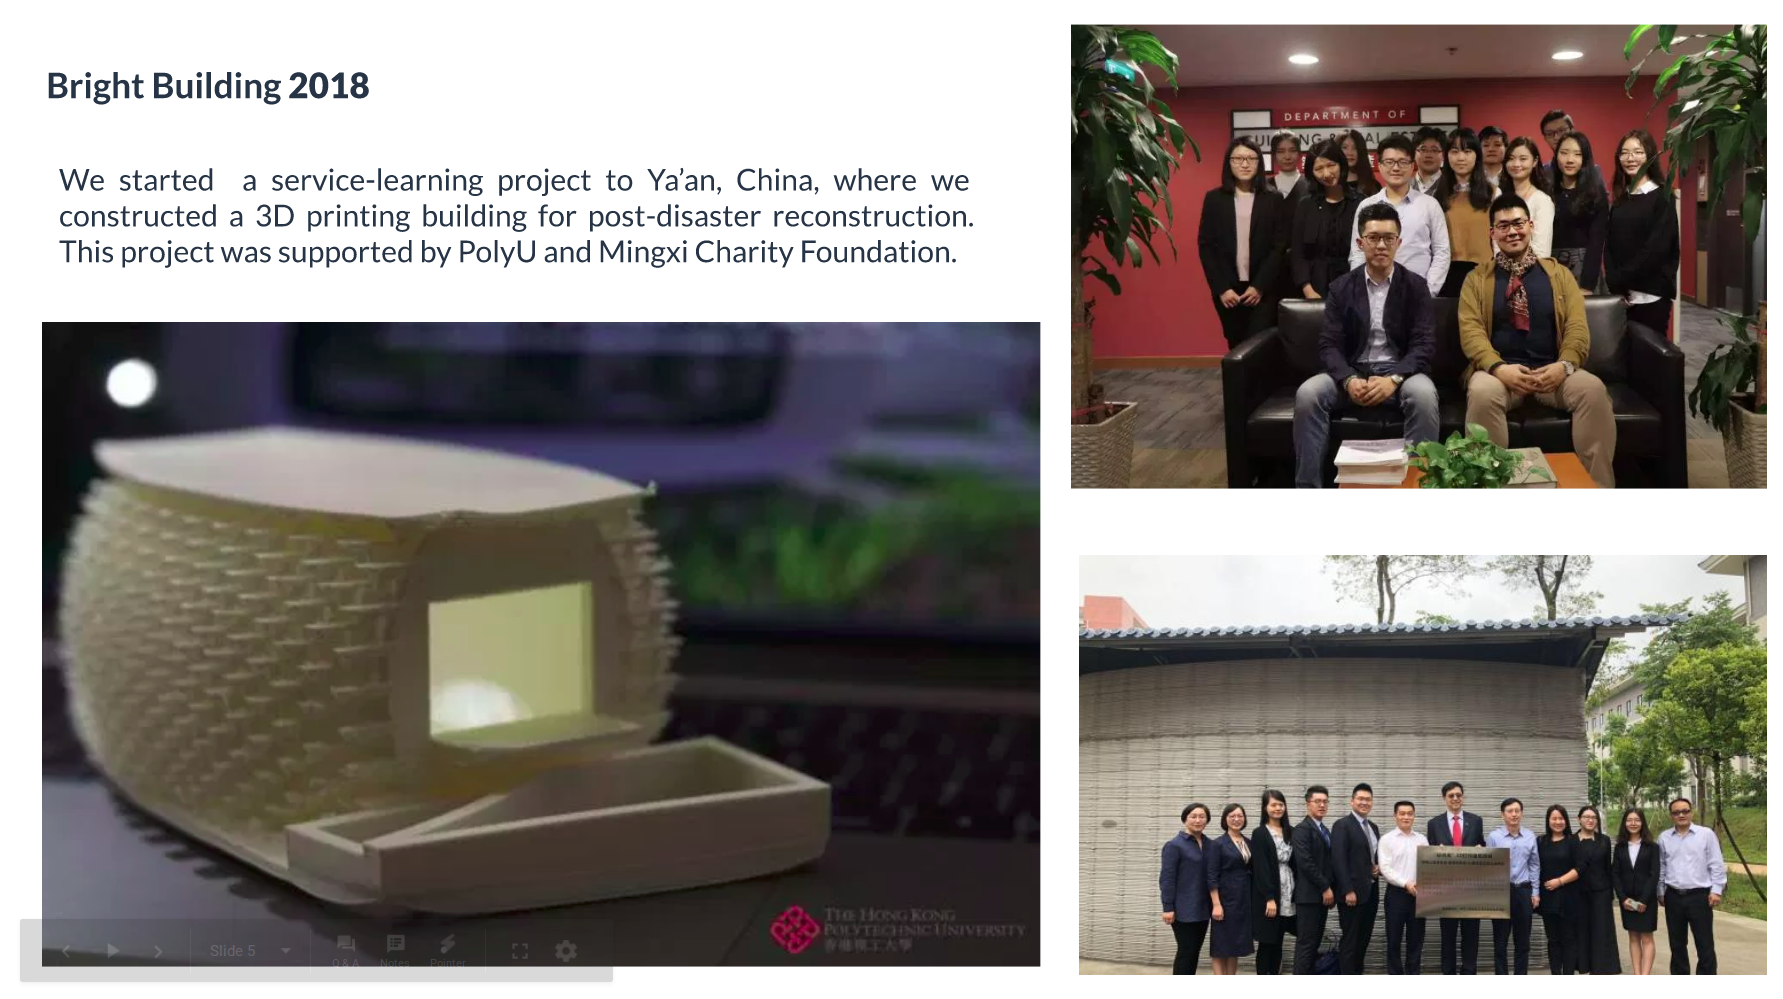 Bright Building 2018
We started a service-learning project to Ya'an, China, where we
constructed a 3D printing building for post-disaster reconstruction.
This project was supported by PolyU and Mingxi Charity Foundation.
DEPARTMENT OF
THE HONG KONG
POLYTECHNIC UNIVERSITY
香港理工大學
Slide 5
Q & A
Notes
Pointer